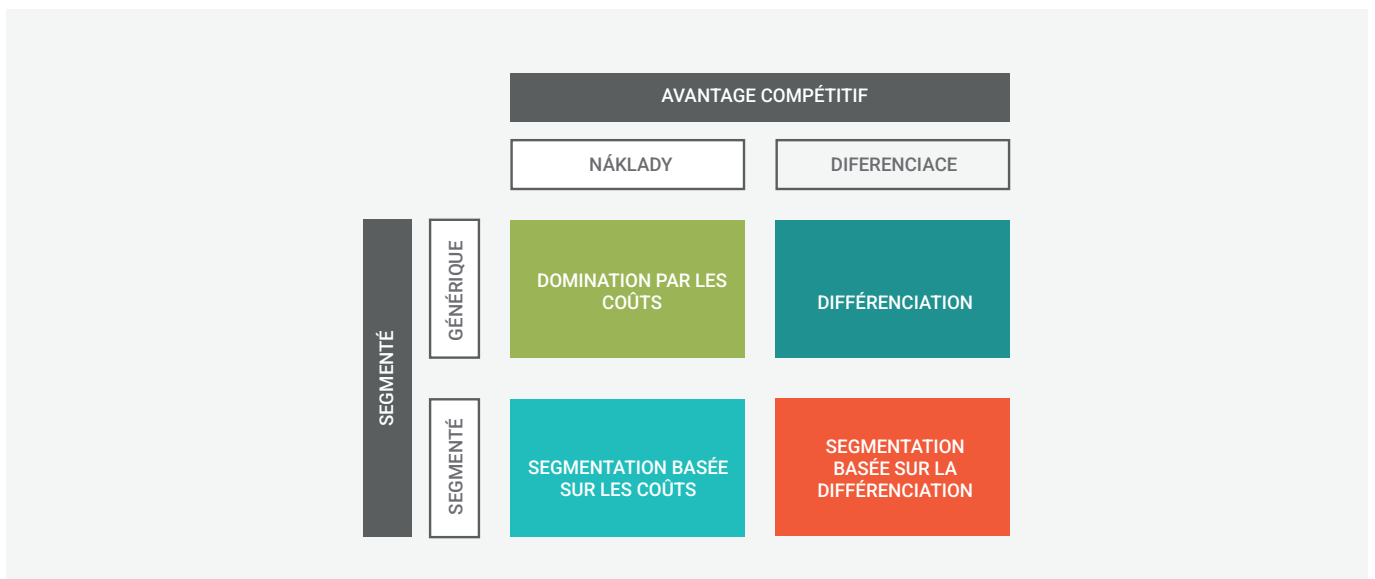 AVANTAGE COMPÉTITIF
NÁKLADY
DIFERENCIACE
SEGMENTÉ
GÉNÉRIQUE
DOMINATION PAR LES
COÛTS
DIFFÉRENCIATION
SEGMENTÉ
SEGMENTATION BASÉE
SUR LES COÛTS
SEGMENTATION
BASÉE SUR LA
DIFFÉRENCIATION